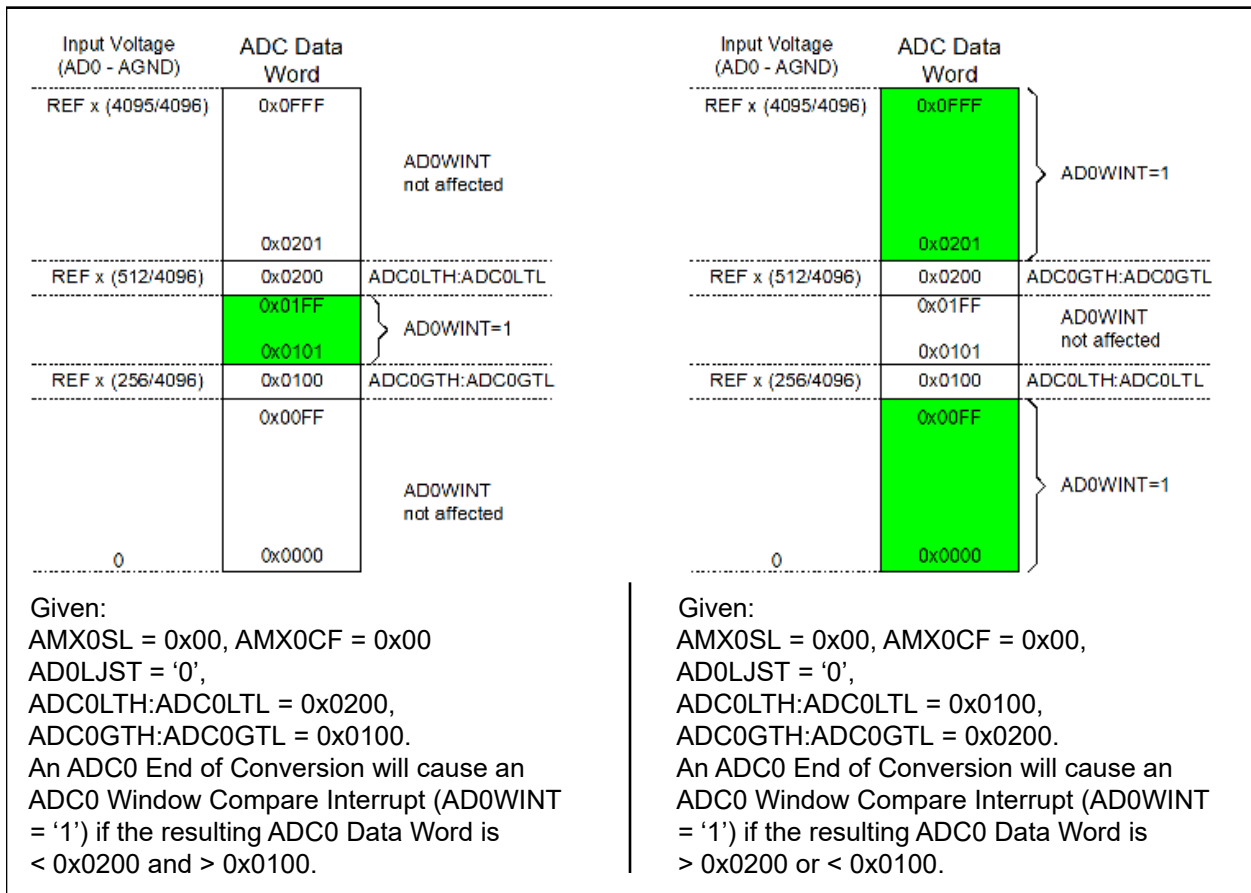 Input Voltage
(AD0 - AGND)
ADC Data
Word
REF x (4095/4096)
0x0FFF
AD0WINT
not affected
0x0201
REF x (512/4096)
0x0200
ADC0LTH:ADC0LTL
0x01FF
AD0WINT=1
0x0101
REF x (256/4096)
0x0100
ADC0GTH:ADC0GTL
0x00FF
AD0WINT
not affected
0
0x0000
Given:
AMX0SL = 0x00, AMX0CF = 0x00
AD0LJST = ‘0’,
ADC0LTH:ADC0LTL = 0x0200,
ADC0GTH:ADC0GTL = 0x0100.
An ADC0 End of Conversion will cause an
ADC0 Window Compare Interrupt (AD0WINT
= ‘1’) if the resulting ADC0 Data Word is
< 0x0200 and > 0x0100.
Input Voltage
(AD0 - AGND)
ADC Data
Word
REF x (4095/4096)
0x0FFF
AD0WINT=1
0x0201
REF x (512/4096)
0x0200
ADC0GTH:ADC0GTL
0x01FF
AD0WINT
not affected
0x0101
REF x (256/4096)
0x0100
ADC0LTH:ADC0LTL
0x00FF
AD0WINT=1
0
0x0000
Given:
AMX0SL = 0x00, AMX0CF = 0x00,
AD0LJST = ‘0’,
ADC0LTH:ADC0LTL = 0x0100,
ADC0GTH:ADC0GTL = 0x0200.
An ADC0 End of Conversion will cause an
ADC0 Window Compare Interrupt (AD0WINT
= ‘1’) if the resulting ADC0 Data Word is
> 0x0200 or < 0x0100.